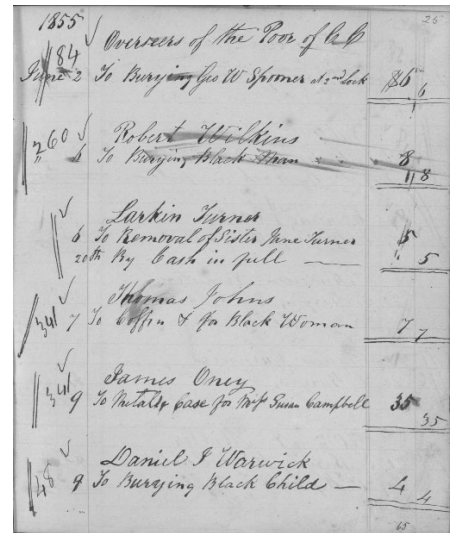 25
1855
184 Overseers of the Poor of C C
June 2 To Burying Geo W Spooner at 2nd lock $6 6
260 Robert Wilkins
" 6 To Burying Black Man 8
8
Larkin Turner
6 To Removal of Sister Jane Turner 5
20th By Cash in full — 5
Thomas Johns
341 7 To Coffin & for Black Woman 7 7
James Oney
341 9 To Metalic Case for Mrs Susan Campbell 35
35
Daniel J Warwick
48 9 To Burying Black Child — 4 4
65